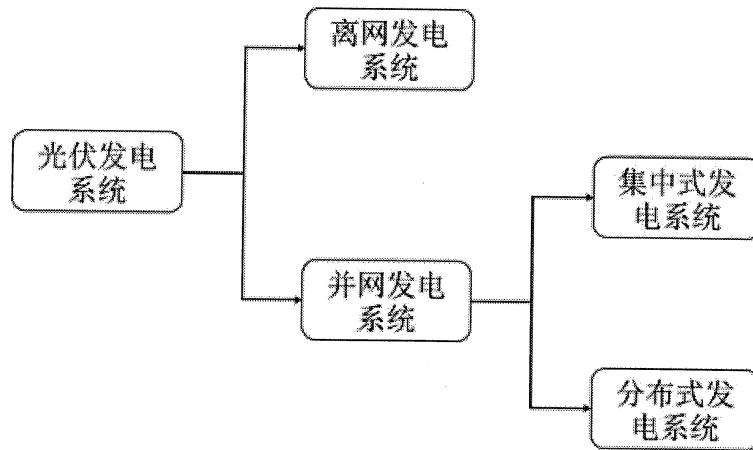 离网发电
系统
光伏发电
系统
集中式发
电系统
并网发电
系统
分布式发
电系统